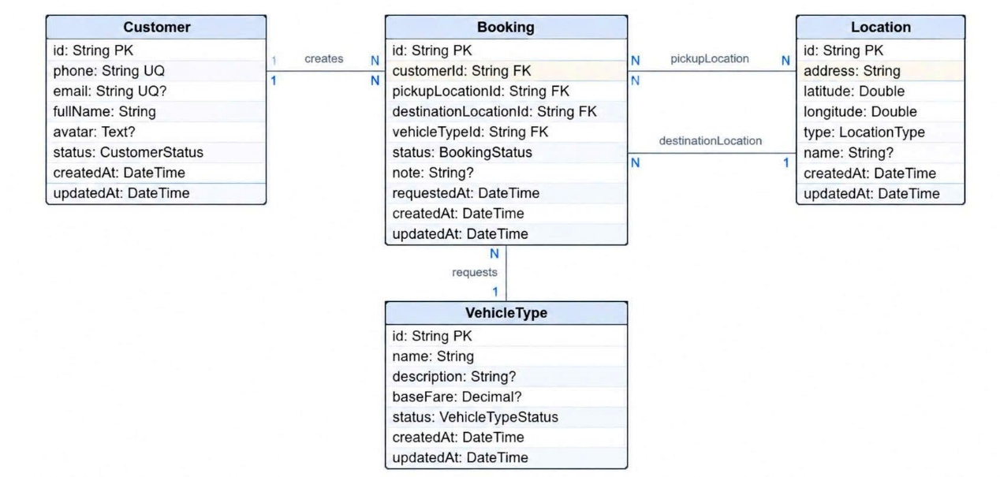 Customer
id: String PK
phone: String UQ
email: String UQ?
fullName: String
avatar: Text?
status: CustomerStatus
createdAt: DateTime
updatedAt: DateTime
1 creates N
1 N
Booking
id: String PK
customerId: String FK
pickupLocationId: String FK
destinationLocationId: String FK
vehicleTypeId: String FK
status: BookingStatus
note: String?
requestedAt: DateTime
createdAt: DateTime
updatedAt: DateTime
N pickupLocation N
N
destinationLocation
N 1
Location
id: String PK
address: String
latitude: Double
longitude: Double
type: LocationType
name: String?
createdAt: DateTime
updatedAt: DateTime
N
requests
1
VehicleType
id: String PK
name: String
description: String?
baseFare: Decimal?
status: VehicleTypeStatus
createdAt: DateTime
updatedAt: DateTime